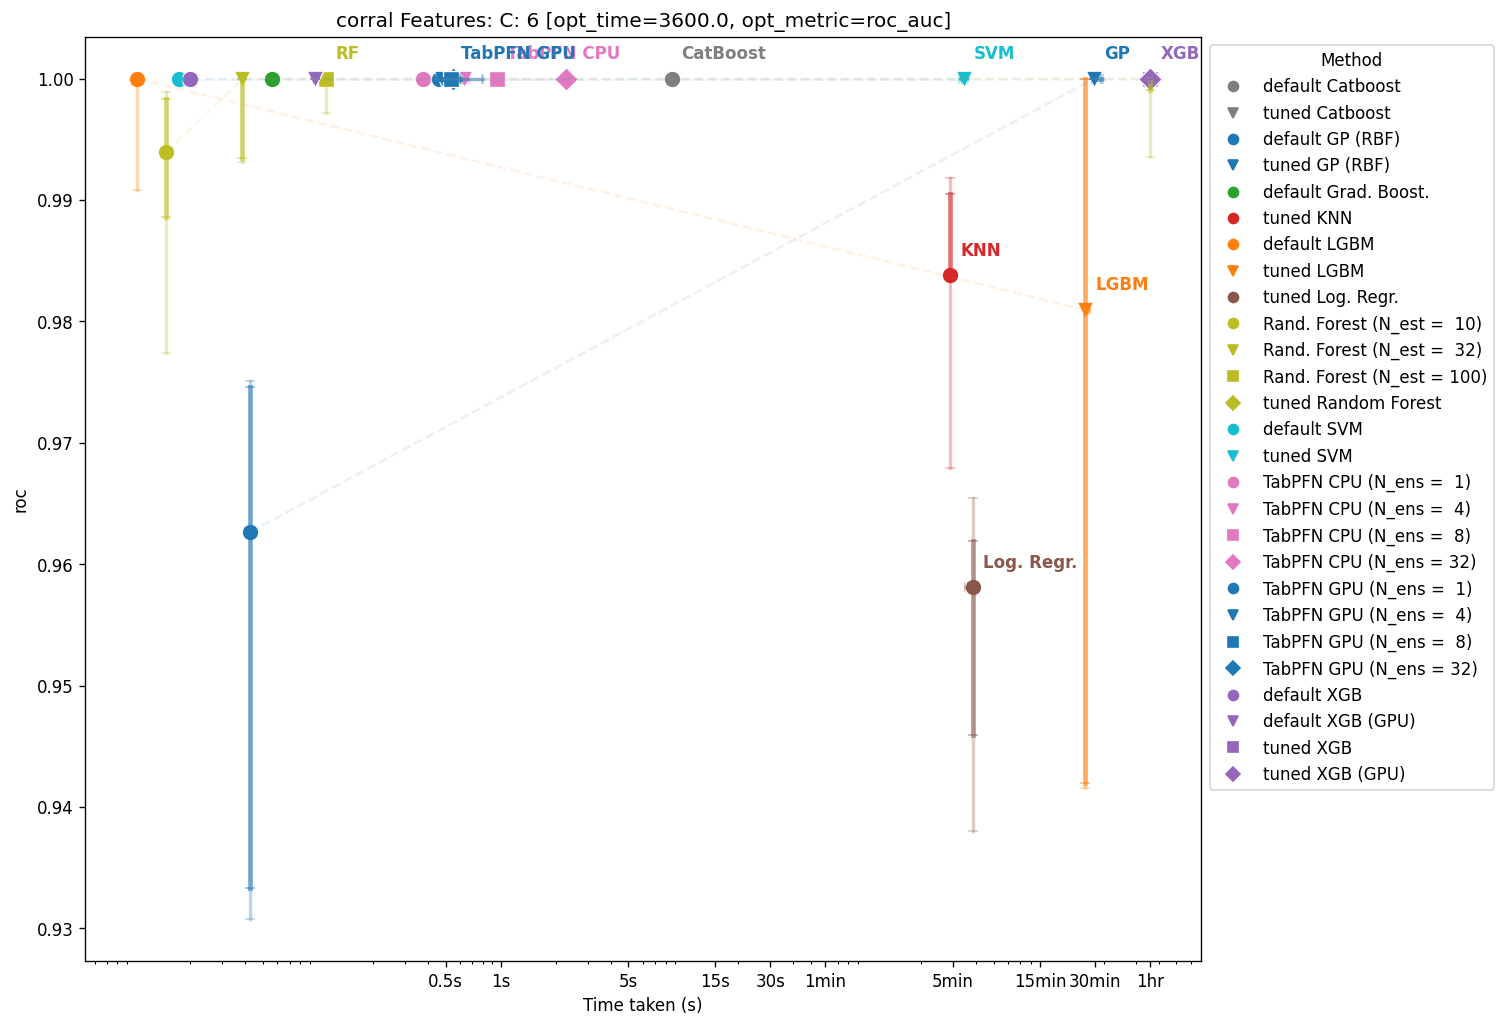 corral Features: C: 6 [opt_time=3600.0, opt_metric=roc_auc]
RF
TabPFN GPU
TabPFN CPU
CatBoost
SVM
GP
XGB
KNN
LGBM
Log. Regr.
1.00
0.99
0.98
0.97
0.96
0.95
0.94
0.93
roc
0.5s
1s
5s
15s
30s
1min
5min
15min
30min
1hr
Time taken (s)
Method
default Catboost
tuned Catboost
default GP (RBF)
tuned GP (RBF)
default Grad. Boost.
tuned KNN
default LGBM
tuned LGBM
tuned Log. Regr.
Rand. Forest (N_est =  10)
Rand. Forest (N_est =  32)
Rand. Forest (N_est = 100)
tuned Random Forest
default SVM
tuned SVM
TabPFN CPU (N_ens =  1)
TabPFN CPU (N_ens =  4)
TabPFN CPU (N_ens =  8)
TabPFN CPU (N_ens = 32)
TabPFN GPU (N_ens =  1)
TabPFN GPU (N_ens =  4)
TabPFN GPU (N_ens =  8)
TabPFN GPU (N_ens = 32)
default XGB
default XGB (GPU)
tuned XGB
tuned XGB (GPU)